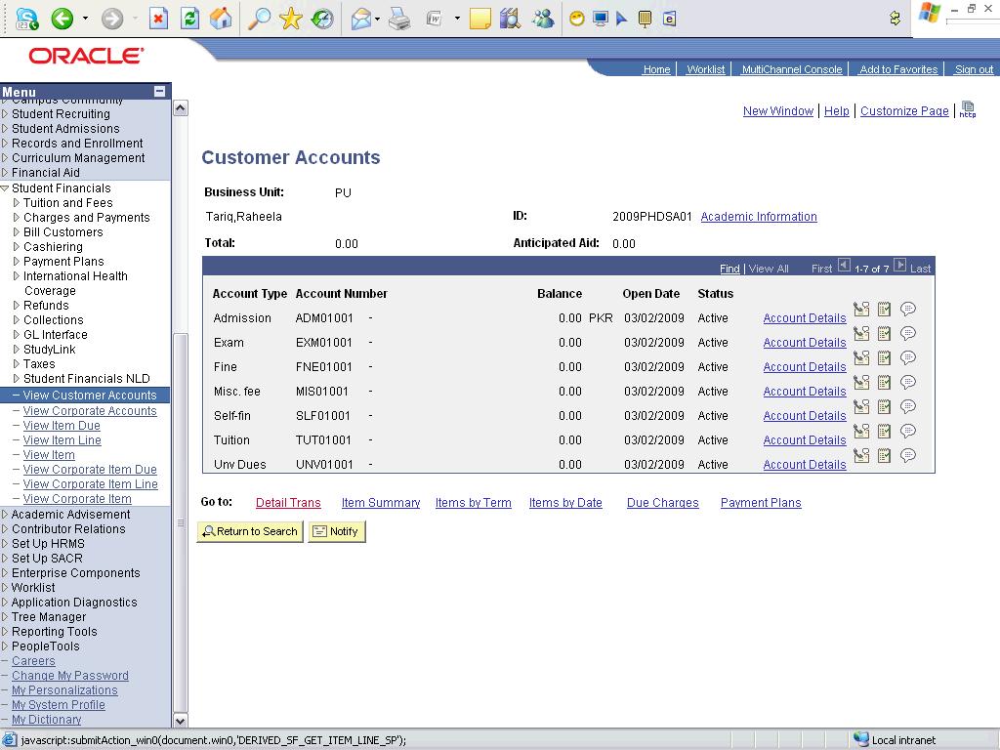 ORACLE®
Home | Worklist | MultiChannel Console | Add to Favorites | Sign out
Menu
Campus Community
Student Recruiting
Student Admissions
Records and Enrollment
Curriculum Management
Financial Aid
Student Financials
Tuition and Fees
Charges and Payments
Bill Customers
Cashiering
Payment Plans
International Health
Coverage
Refunds
Collections
GL Interface
StudyLink
Taxes
Student Financials NLD
– View Customer Accounts
– View Corporate Accounts
– View Item Due
– View Item Line
– View Item
– View Corporate Item Due
– View Corporate Item Line
– View Corporate Item
Academic Advisement
Contributor Relations
Set Up HRMS
Set Up SACR
Enterprise Components
Worklist
Application Diagnostics
Tree Manager
Reporting Tools
PeopleTools
– Careers
– Change My Password
– My Personalizations
– My System Profile
– My Dictionary
New Window | Help | Customize Page | http
Customer Accounts
Business Unit: PU
Tariq,Raheela ID: 2009PHDSA01 Academic Information
Total: 0.00 Anticipated Aid: 0.00
Find | View All First 1-7 of 7 Last
Account Type Account Number Balance Open Date Status
Admission ADM01001 - 0.00 PKR 03/02/2009 Active Account Details
Exam EXM01001 - 0.00 03/02/2009 Active Account Details
Fine FNE01001 - 0.00 03/02/2009 Active Account Details
Misc. fee MIS01001 - 0.00 03/02/2009 Active Account Details
Self-fin SLF01001 - 0.00 03/02/2009 Active Account Details
Tuition TUT01001 - 0.00 03/02/2009 Active Account Details
Unv Dues UNV01001 - 0.00 03/02/2009 Active Account Details
Go to: Detail Trans Item Summary Items by Term Items by Date Due Charges Payment Plans
Return to Search Notify
javascript:submitAction_win0(document.win0,'DERIVED_SF_GET_ITEM_LINE_SP'); Local intranet